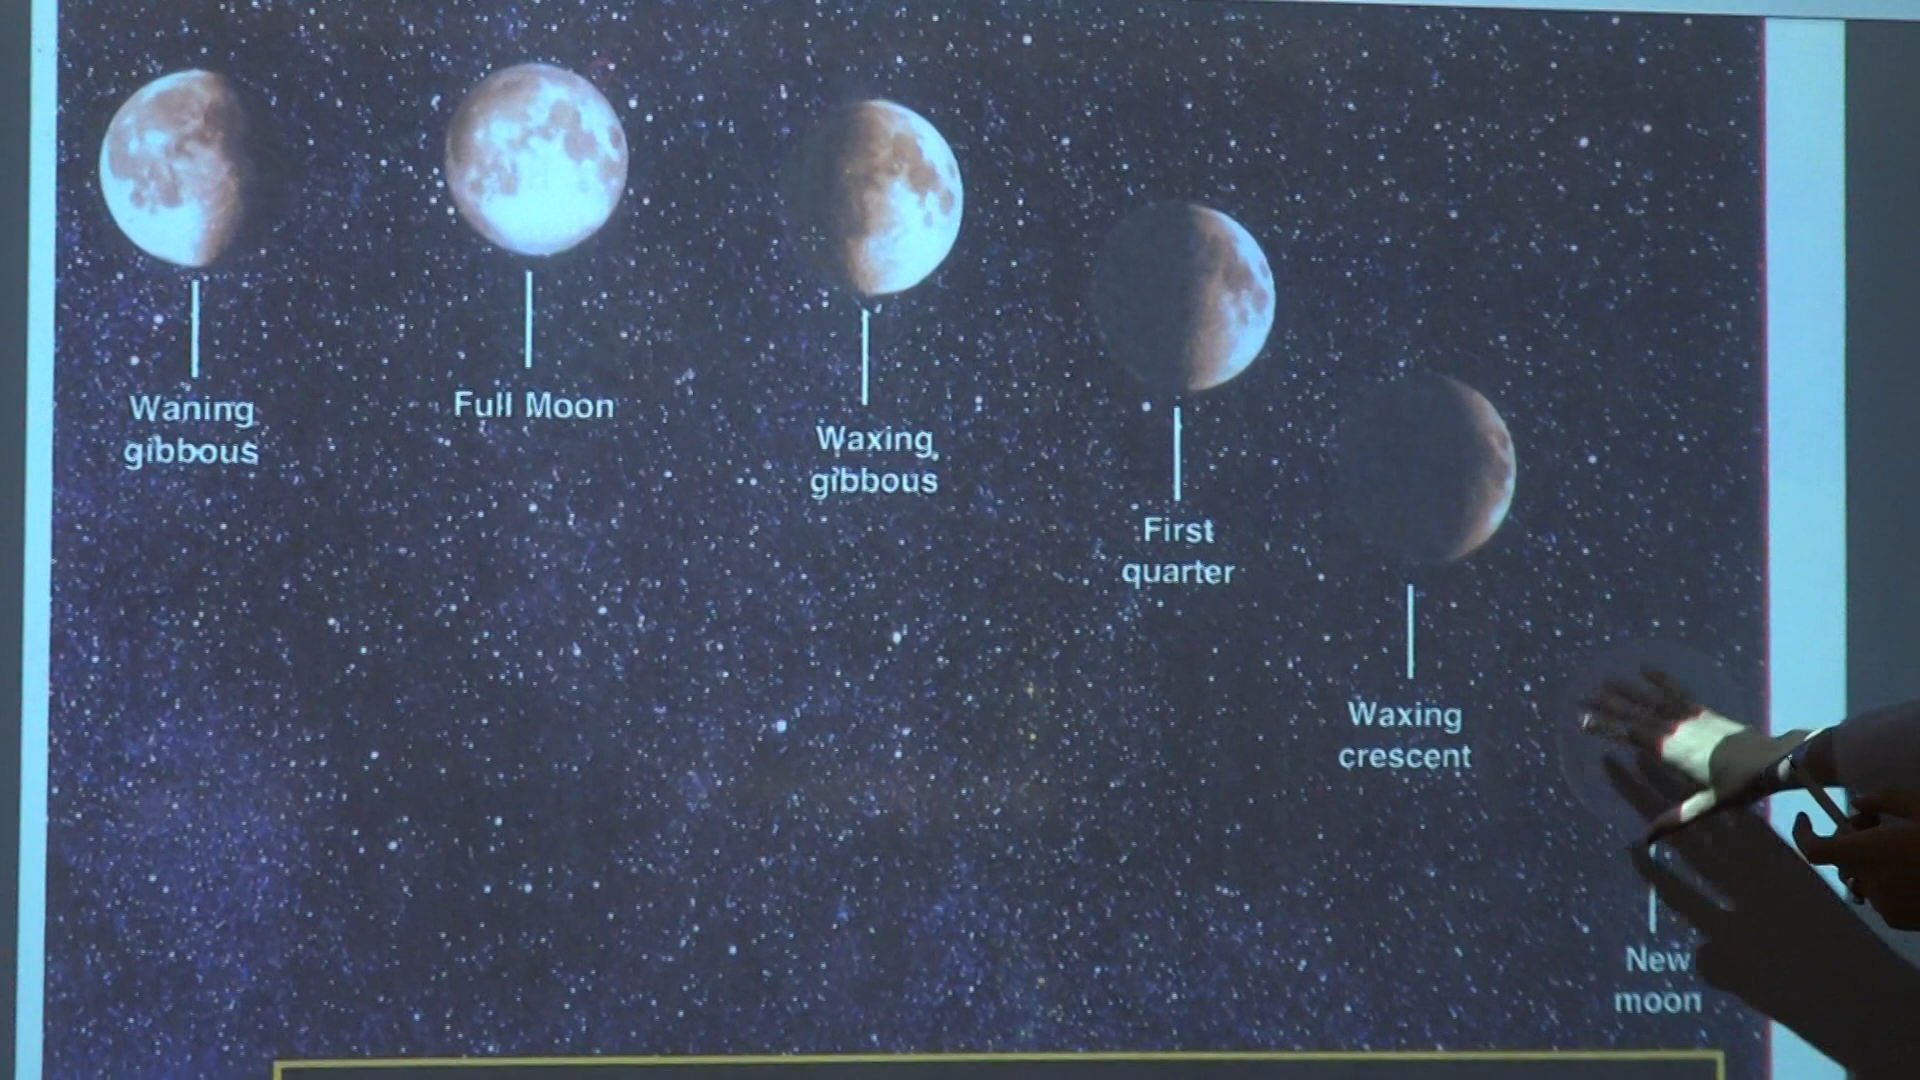 Waning
gibbous
Full Moon
Waxing
gibbous
First
quarter
Waxing
crescent
New
moon